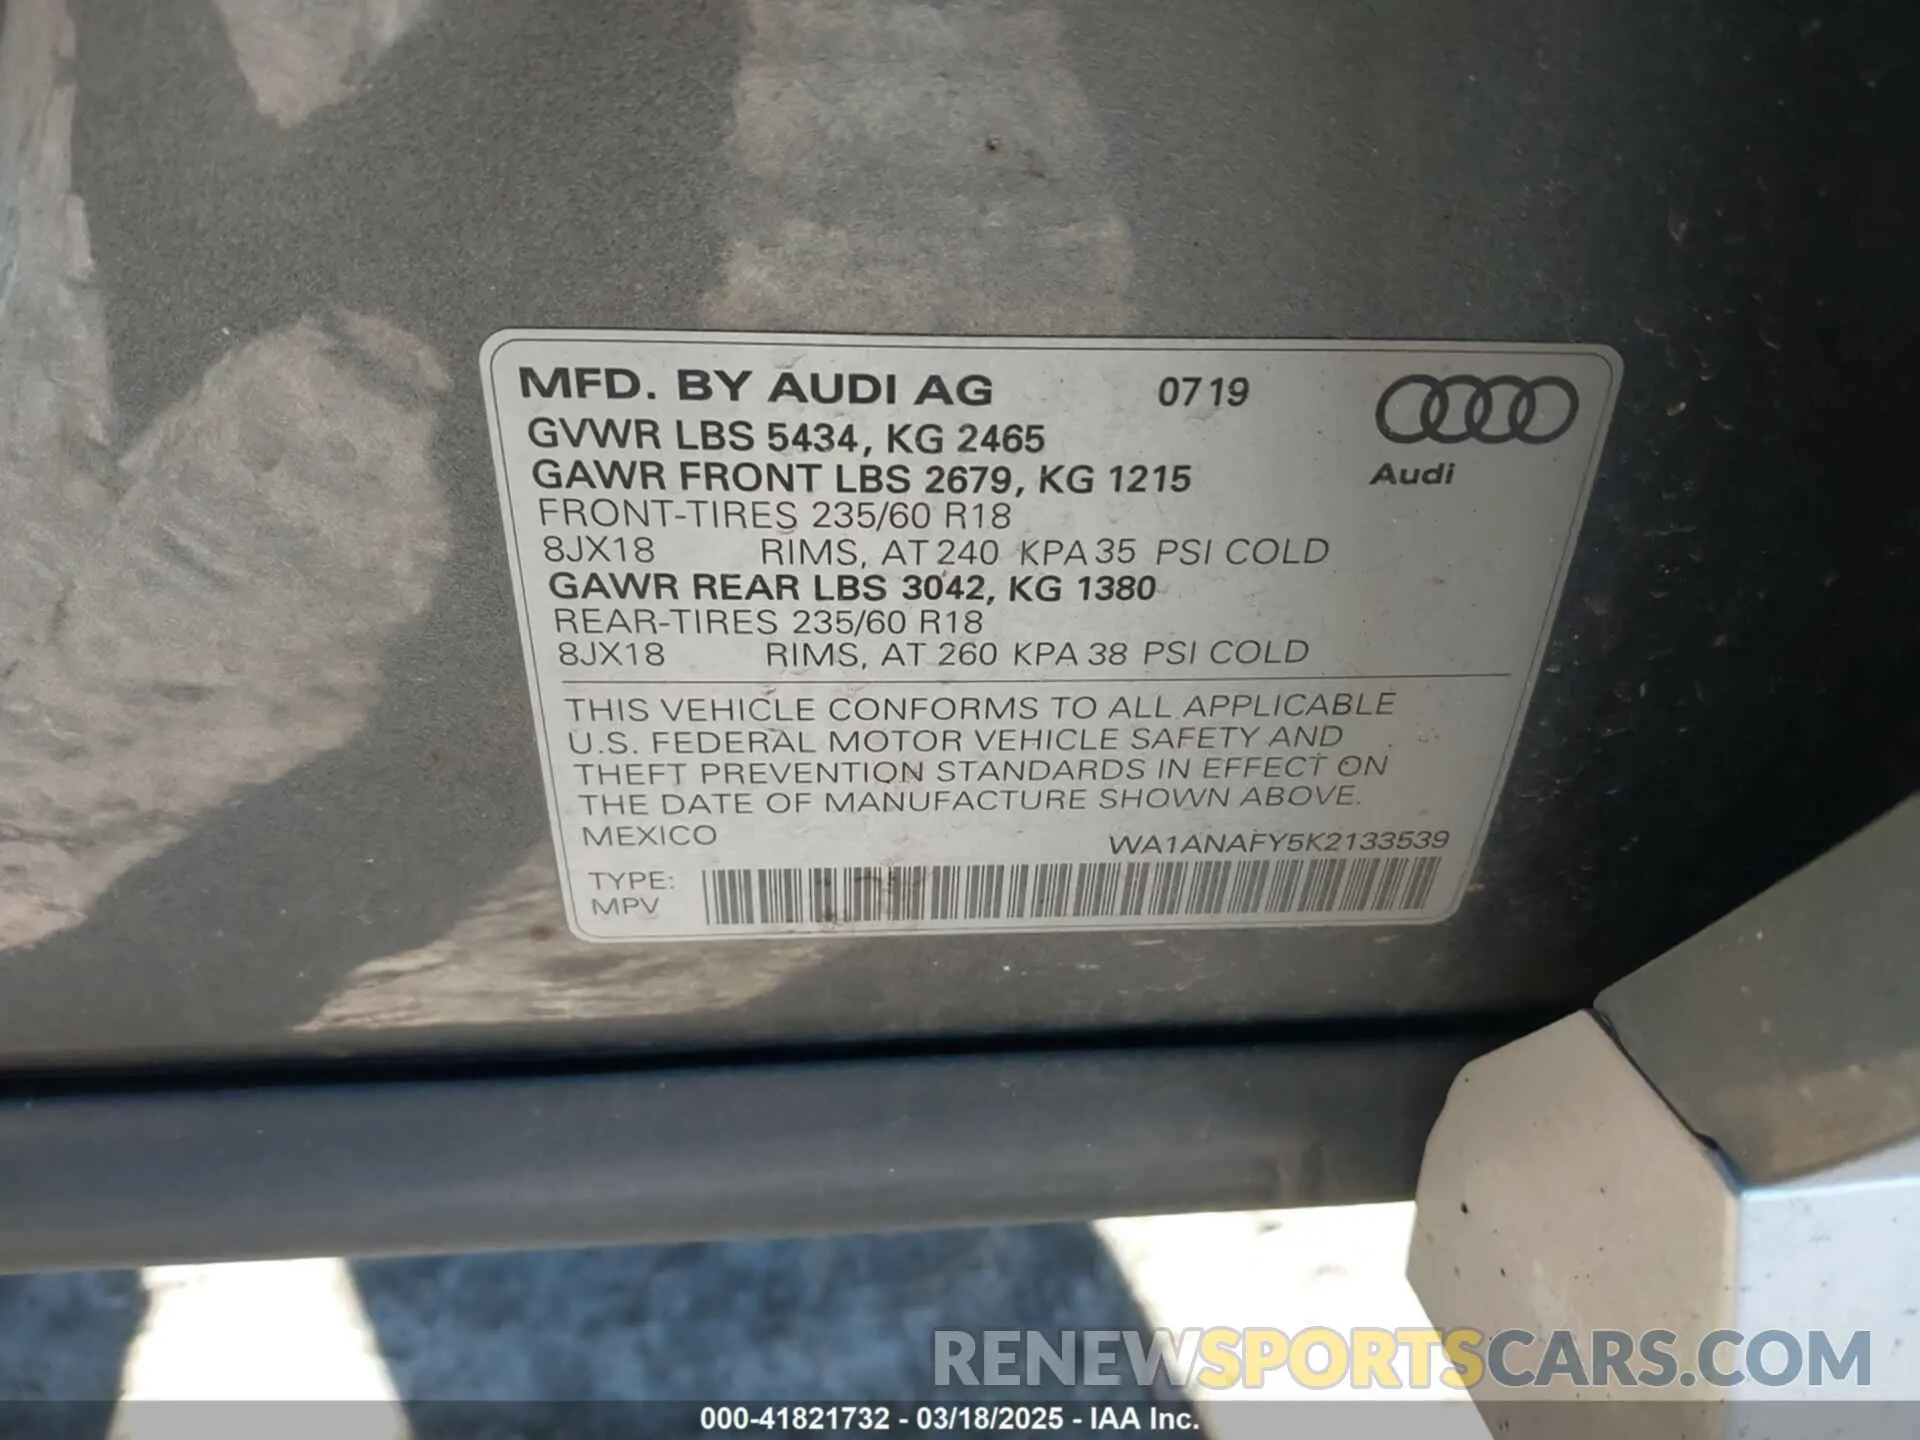 MFD. BY AUDI AG 0719
GVWR LBS 5434, KG 2465
GAWR FRONT LBS 2679, KG 1215
Audi
FRONT-TIRES 235/60 R18
8JX18 RIMS, AT 240 KPA 35 PSI COLD
GAWR REAR LBS 3042, KG 1380
REAR-TIRES 235/60 R18
8JX18 RIMS, AT 260 KPA 38 PSI COLD
THIS VEHICLE CONFORMS TO ALL APPLICABLE
U.S. FEDERAL MOTOR VEHICLE SAFETY AND
THEFT PREVENTION STANDARDS IN EFFECT ON
THE DATE OF MANUFACTURE SHOWN ABOVE.
MEXICO WA1ANAFY5K2133539
TYPE:
MPV
RENEWSPORTSCARS.COM
000-41821732 - 03/18/2025 - IAA Inc.